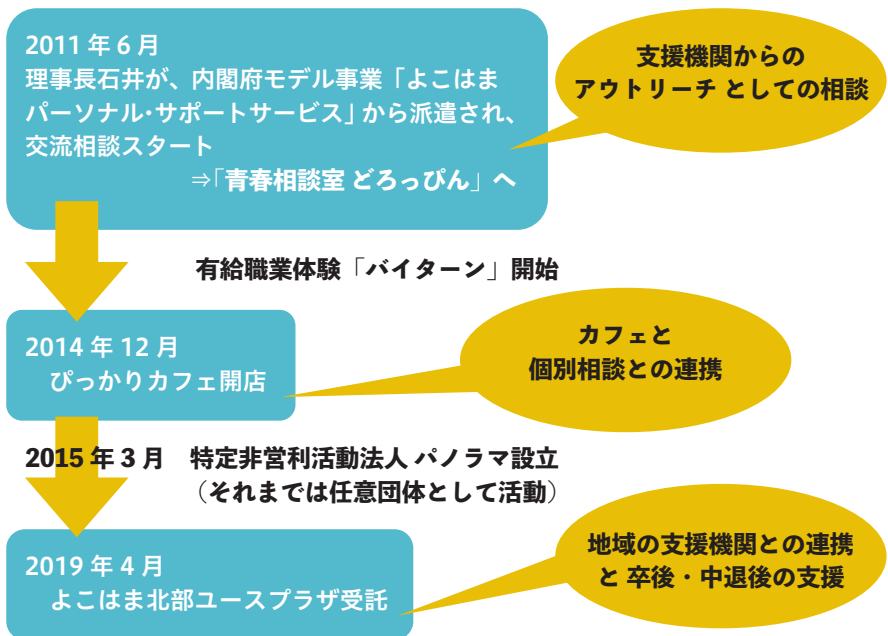 2011 年 6 月
理事長石井が、内閣府モデル事業「よこはま
パーソナル・サポートサービス」から派遣され、
交流相談スタート
⇒「青春相談室 どろっぴん」へ
支援機関からの
アウトリーチ としての相談
有給職業体験「バイターン」開始
2014 年 12 月
ぴっかりカフェ開店
カフェと
個別相談との連携
2015 年 3 月　特定非営利活動法人 パノラマ設立
（それまでは任意団体として活動）
2019 年 4 月
よこはま北部ユースプラザ受託
地域の支援機関との連携
と 卒後・中退後の支援